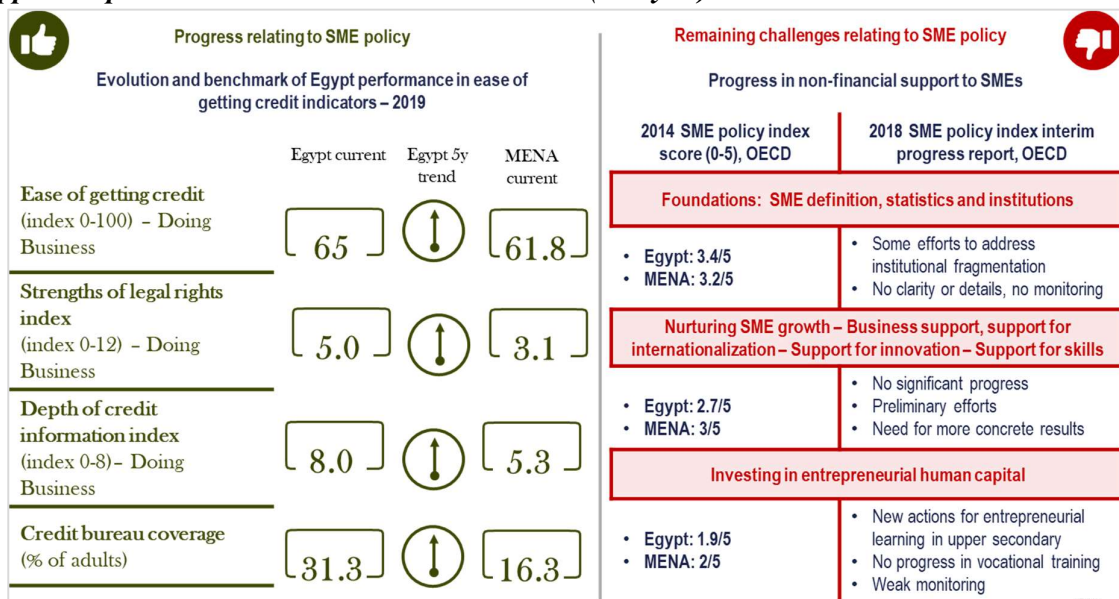 Progress relating to SME policy
Evolution and benchmark of Egypt performance in ease of
getting credit indicators – 2019
Egypt current
Egypt 5y
trend
MENA
current
Ease of getting credit
(index 0-100) – Doing
Business
65
61.8
Strengths of legal rights
index
(index 0-12) – Doing
Business
5.0
3.1
Depth of credit
information index
(index 0-8)– Doing
Business
8.0
5.3
Credit bureau coverage
(% of adults)
31.3
16.3
Remaining challenges relating to SME policy
Progress in non-financial support to SMEs
2014 SME policy index
score (0-5), OECD
2018 SME policy index interim
progress report, OECD
Foundations: SME definition, statistics and institutions
• Egypt: 3.4/5
• MENA: 3.2/5
• Some efforts to address
institutional fragmentation
• No clarity or details, no monitoring
Nurturing SME growth – Business support, support for
internationalization – Support for innovation – Support for skills
• Egypt: 2.7/5
• MENA: 3/5
• No significant progress
• Preliminary efforts
• Need for more concrete results
Investing in entrepreneurial human capital
• Egypt: 1.9/5
• MENA: 2/5
• New actions for entrepreneurial
learning in upper secondary
• No progress in vocational training
• Weak monitoring